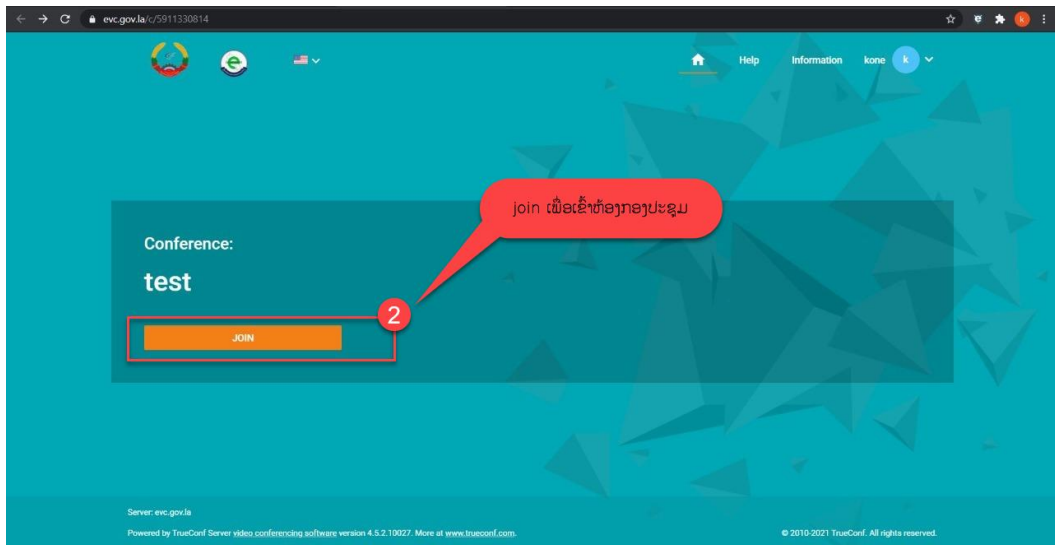 evc.gov.la/c/5911330814
k
e
Help Information kone k
join ເພື່ອເຂົ້າຫ້ອງກອງປະຊຸມ
Conference:
test
2
JOIN
Server: evc.gov.la
Powered by TrueConf Server video conferencing software version 4.5.2.10027. More at www.trueconf.com.
© 2010-2021 TrueConf. All rights reserved.